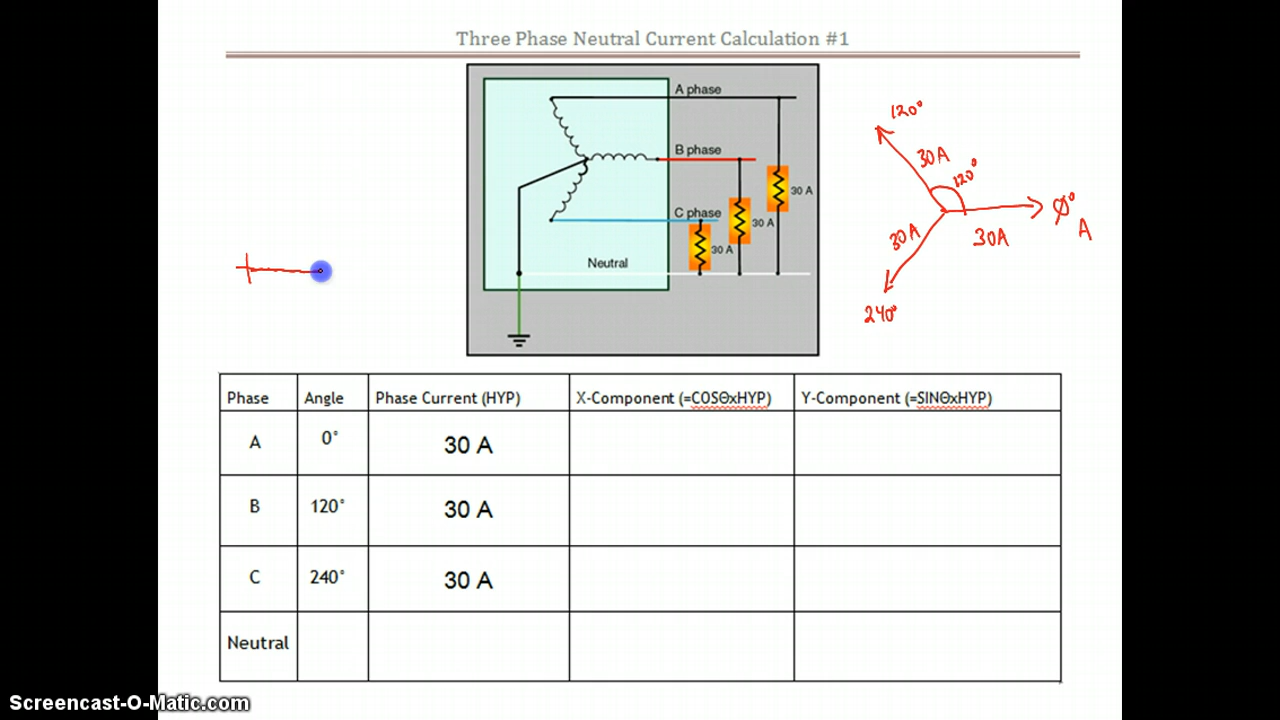 Three Phase Neutral Current Calculation #1
A phase
B phase
C phase
Neutral
30 A
30 A
30 A
120°
30A
120°
0°
A
30A
30A
240°
Phase Angle Phase Current (HYP) X-Component (=COSΘxHYP) Y-Component (=SINΘxHYP)
A 0° 30 A
B 120° 30 A
C 240° 30 A
Neutral
Screencast-O-Matic.com